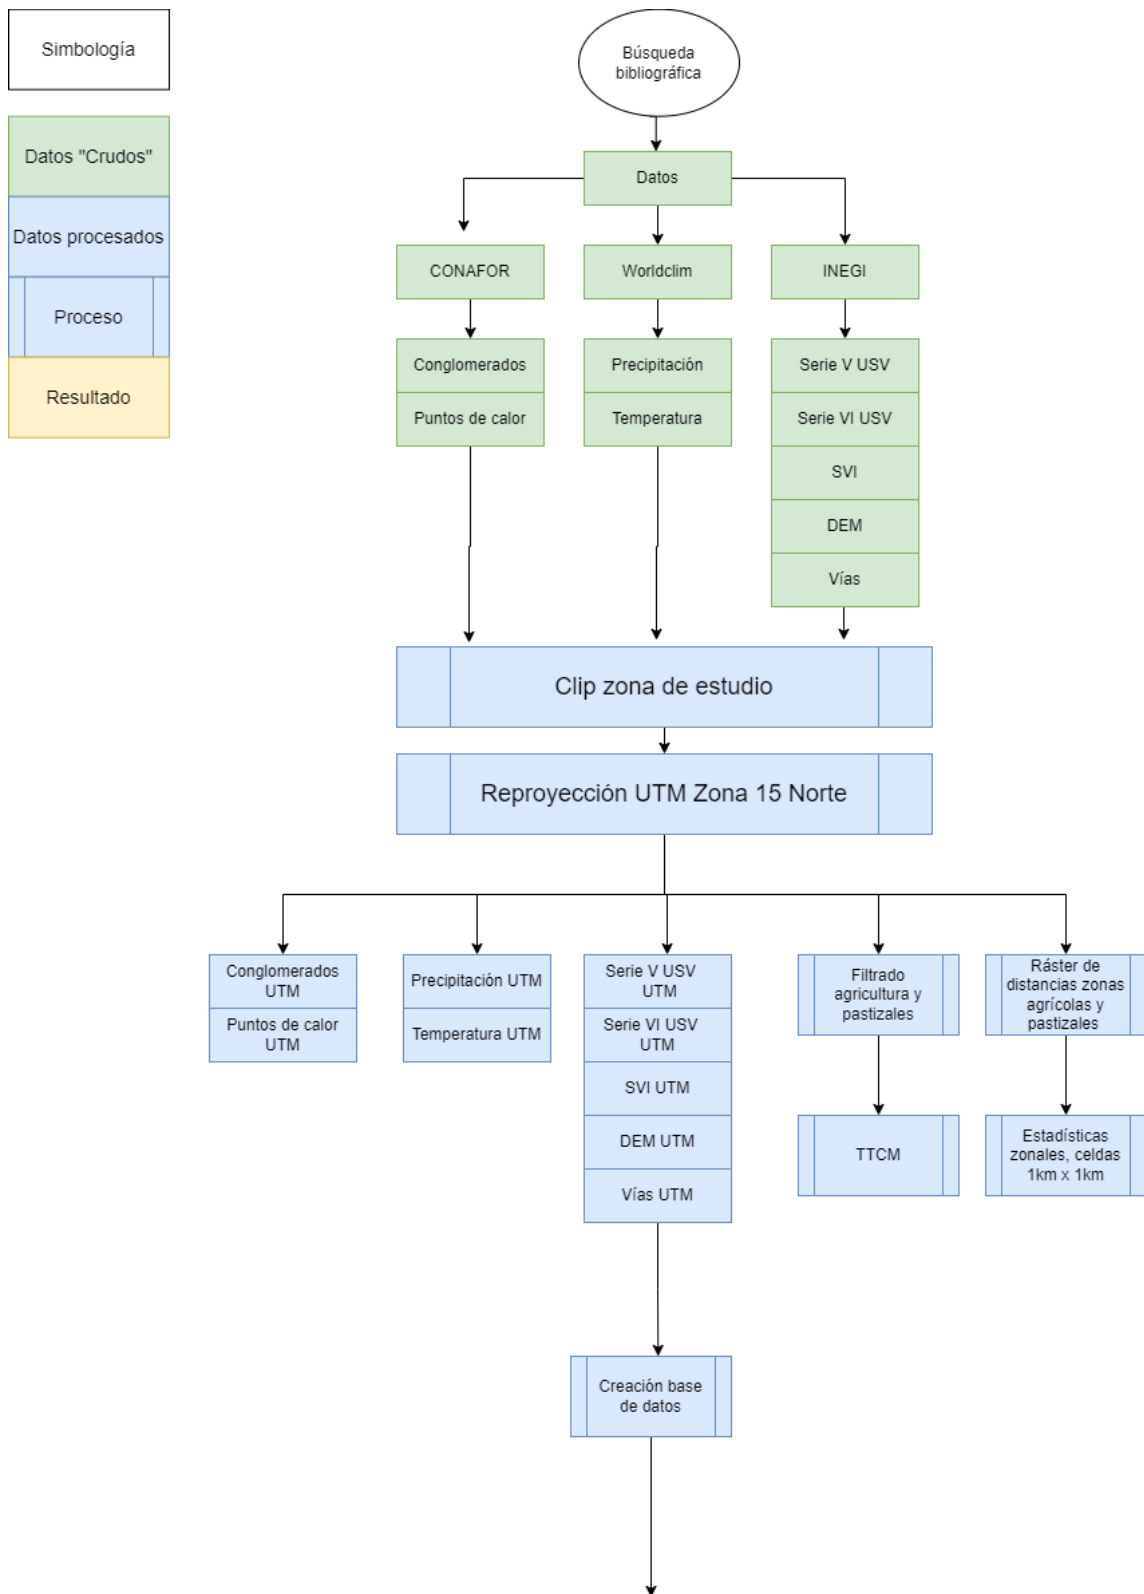 Simbología
Datos "Crudos"
Datos procesados
Proceso
Resultado
Búsqueda
bibliográfica
Datos
CONAFOR
Worldclim
INEGI
Conglomerados
Puntos de calor
Precipitación
Temperatura
Serie V USV
Serie VI USV
SVI
DEM
Vías
Clip zona de estudio
Reproyección UTM Zona 15 Norte
Conglomerados
UTM
Puntos de calor
UTM
Precipitación UTM
Temperatura UTM
Serie V USV
UTM
Serie VI USV
UTM
SVI UTM
DEM UTM
Vías UTM
Filtrado
agricultura y
pastizales
TTCM
Ráster de
distancias zonas
agrícolas y
pastizales
Estadísticas
zonales, celdas
1km x 1km
Creación base
de datos